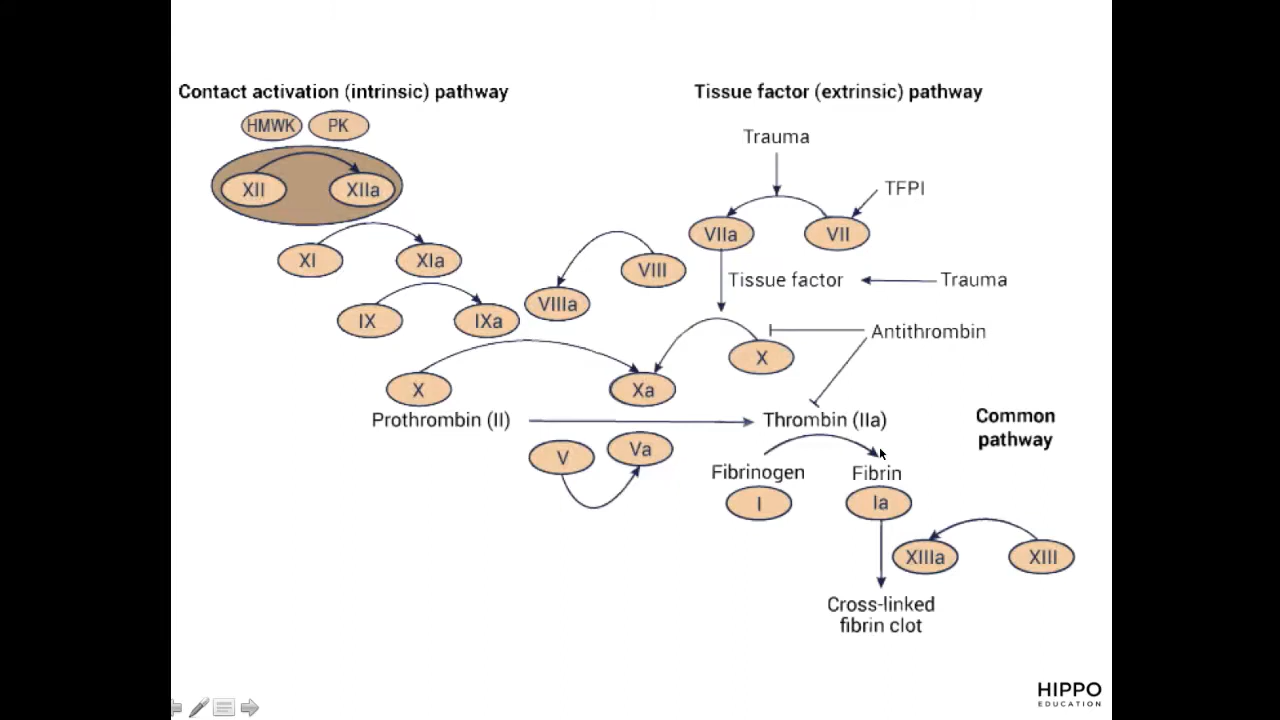 Contact activation (intrinsic) pathway
Tissue factor (extrinsic) pathway
HMWK
PK
Trauma
XII
XIIa
TFPI
VIIa
VII
XI
XIa
VIII
Tissue factor
Trauma
VIIIa
IX
IXa
Antithrombin
X
X
Xa
Prothrombin (II)
Thrombin (IIa)
Common
pathway
V
Va
Fibrinogen
Fibrin
I
Ia
XIIIa
XIII
Cross-linked
fibrin clot
HIPPO
EDUCATION